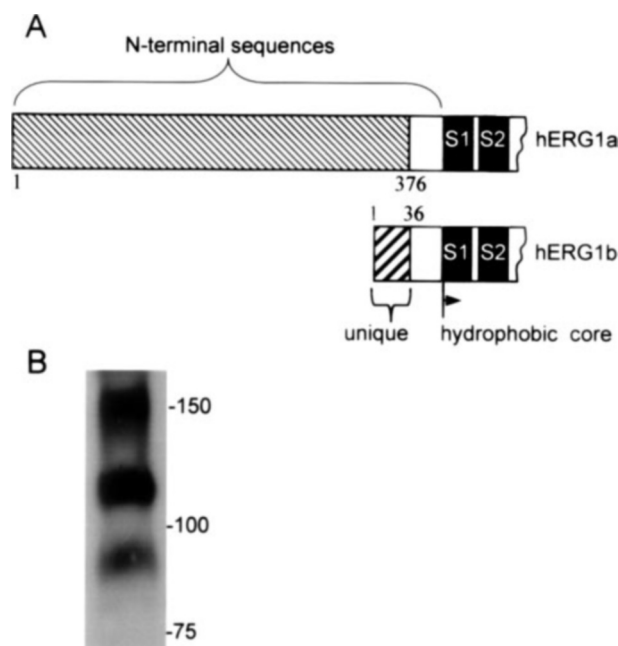 A
N-terminal sequences
S1 S2 hERG1a
1 376
1 36
S1 S2 hERG1b
unique hydrophobic core
B
-150
-100
-75